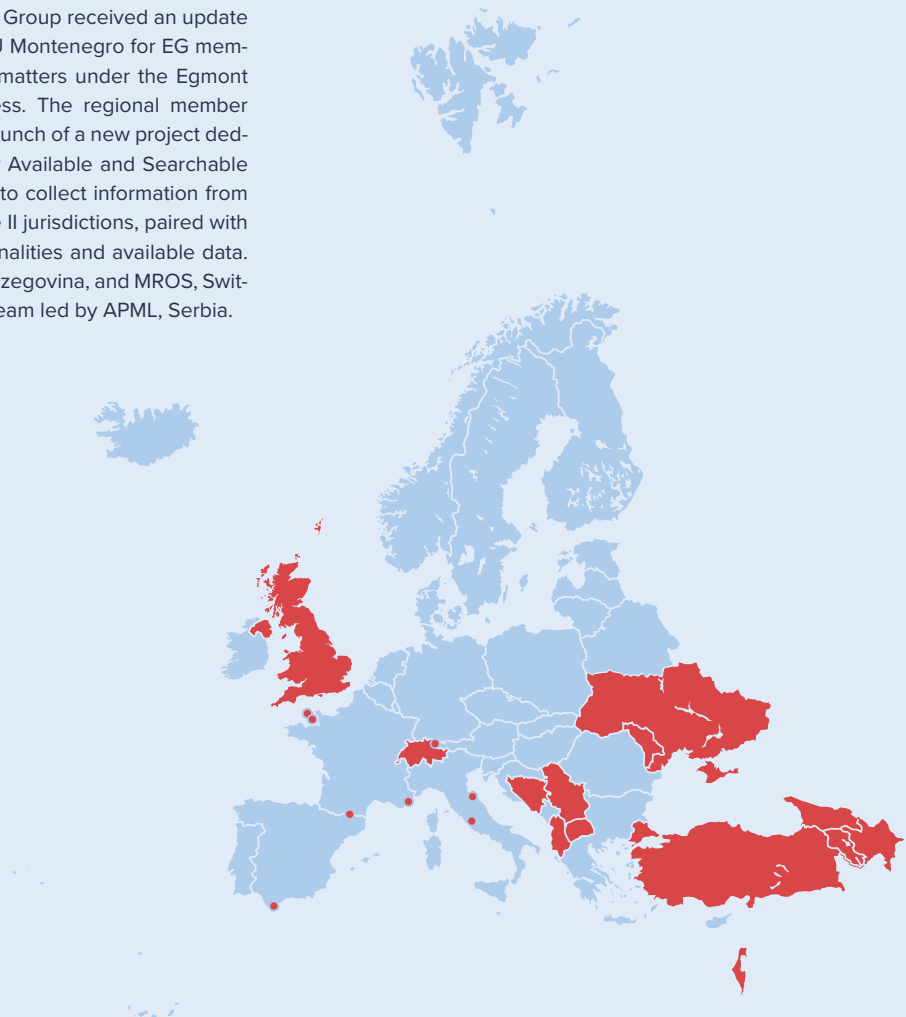 Group received an update
Montenegro for EG mem-
matters under the Egmont
ess. The regional member
unch of a new project ded-
Available and Searchable
to collect information from
II jurisdictions, paired with
nalities and available data.
rzegovina, and MROS, Swit-
eam led by APML, Serbia.